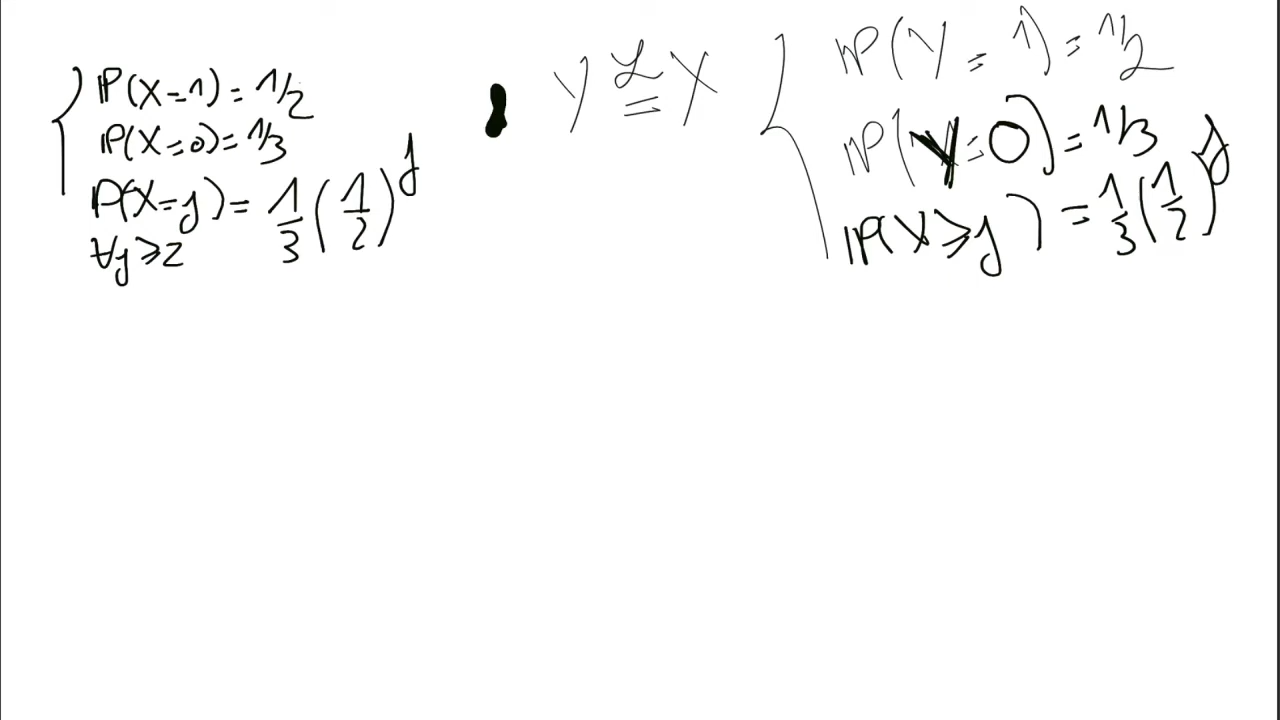 P(X=1)=1/2
P(X=0)=1/3
P(X=y)=1/3(1/2)^y
∀y≥2
Y ℒ= X
P(Y=1)=1/2
P(Y=0)=1/3
P(X≥y)=1/3(1/2)^y